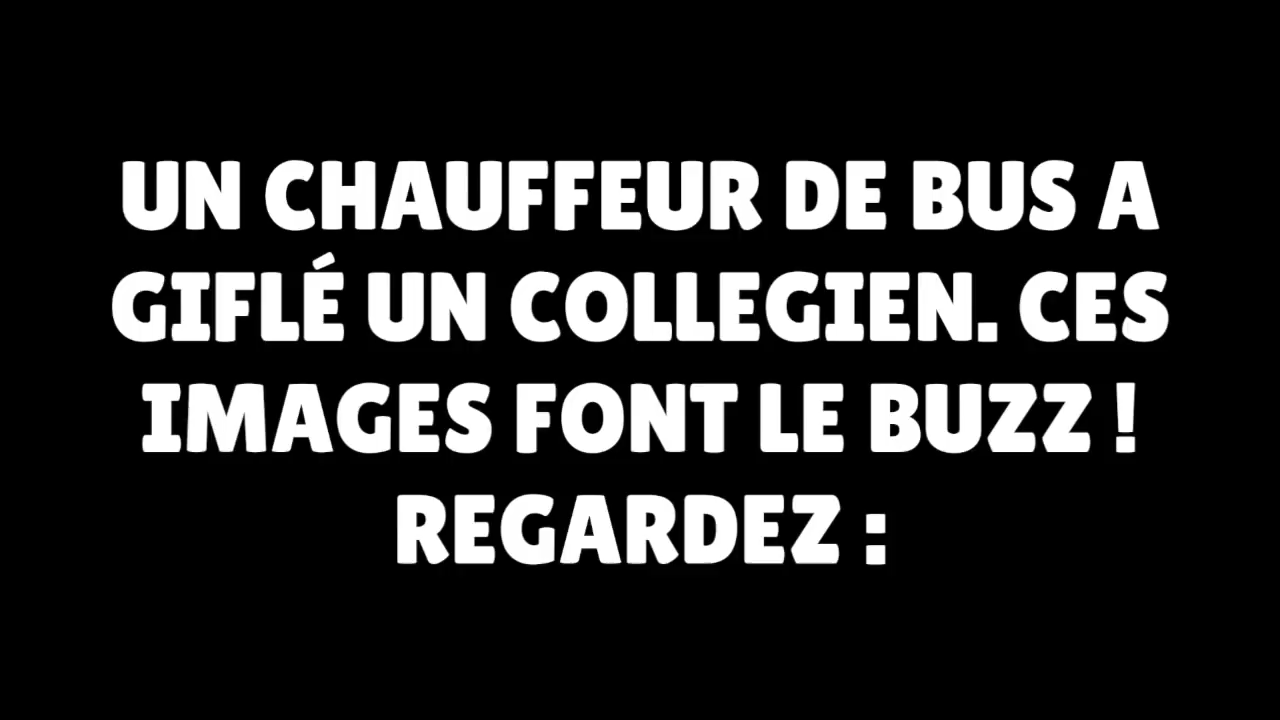 UN CHAUFFEUR DE BUS A
GIFLÉ UN COLLEGIEN. CES
IMAGES FONT LE BUZZ !
REGARDEZ :